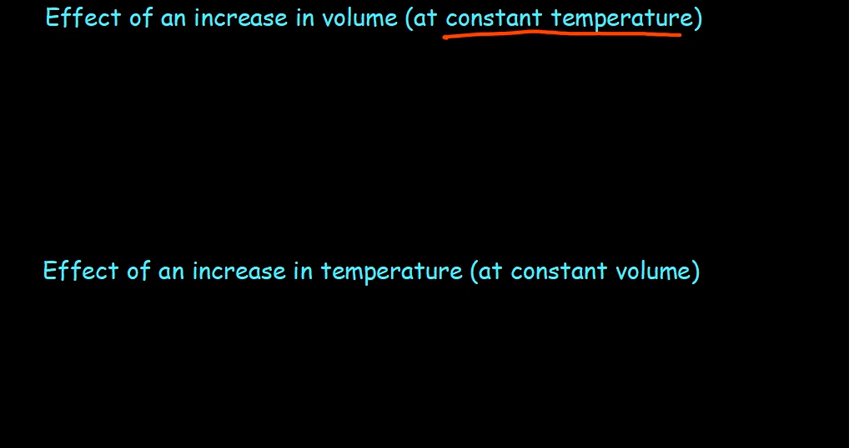 Effect of an increase in volume (at constant temperature)
Effect of an increase in temperature (at constant volume)